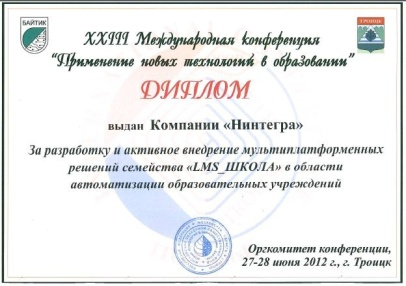 БАЙТИК
ТРОИЦК
XXIII Международная конференция
"Применение новых технологий в образовании"
ДИПЛОМ
выдан Компании «Нинтегра»
За разработку и активное внедрение мультиплатформенных
решений семейства «LMS_ШКОЛА» в области
автоматизации образовательных учреждений
Оргкомитет конференции,
27-28 июня 2012 г., г. Троицк